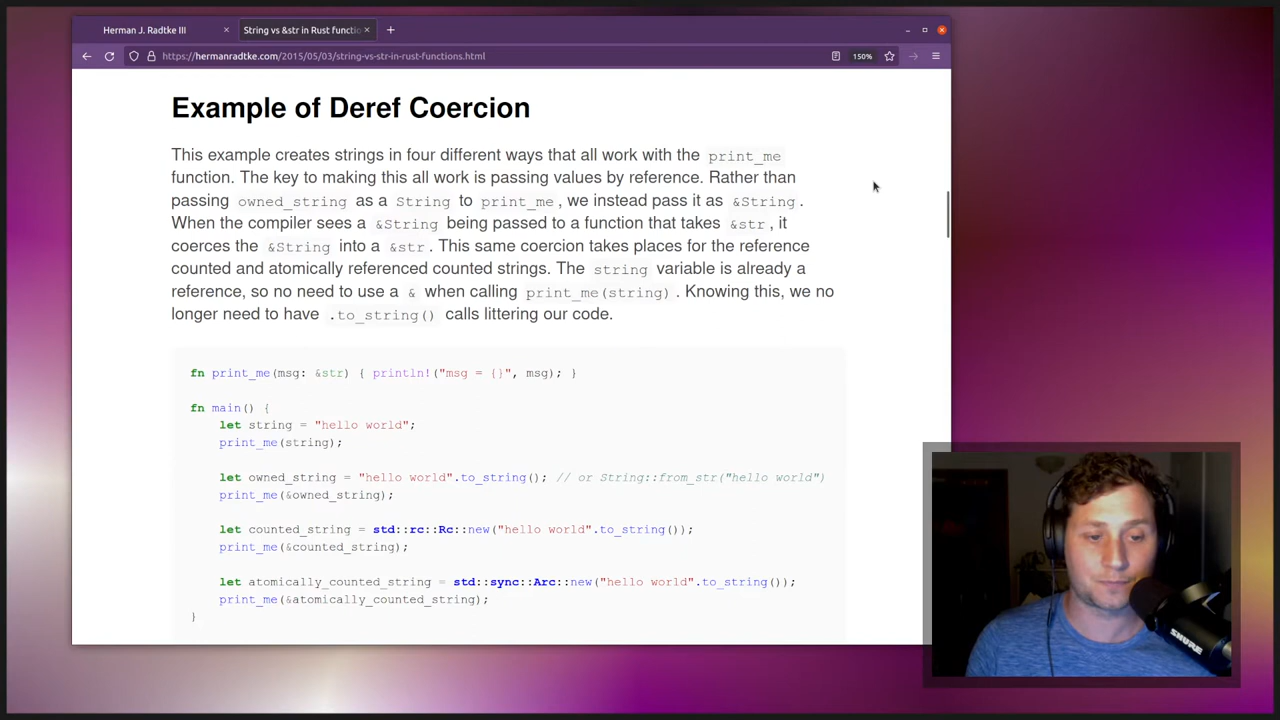 Herman J. Radtke III
String vs &str in Rust functio
https://hermanradtke.com/2015/05/03/string-vs-str-in-rust-functions.html
150%
Example of Deref Coercion
This example creates strings in four different ways that all work with the print_me
function. The key to making this all work is passing values by reference. Rather than
passing owned_string as a String to print_me, we instead pass it as &String.
When the compiler sees a &String being passed to a function that takes &str, it
coerces the &String into a &str. This same coercion takes places for the reference
counted and atomically referenced counted strings. The string variable is already a
reference, so no need to use a & when calling print_me(string). Knowing this, we no
longer need to have .to_string() calls littering our code.
fn print_me(msg: &str) { println!("msg = {}", msg); }
fn main() {
let string = "hello world";
print_me(string);
let owned_string = "hello world".to_string(); // or String::from_str("hello world")
print_me(&owned_string);
let counted_string = std::rc::Rc::new("hello world".to_string());
print_me(&counted_string);
let atomically_counted_string = std::sync::Arc::new("hello world".to_string());
print_me(&atomically_counted_string);
}
SHURE